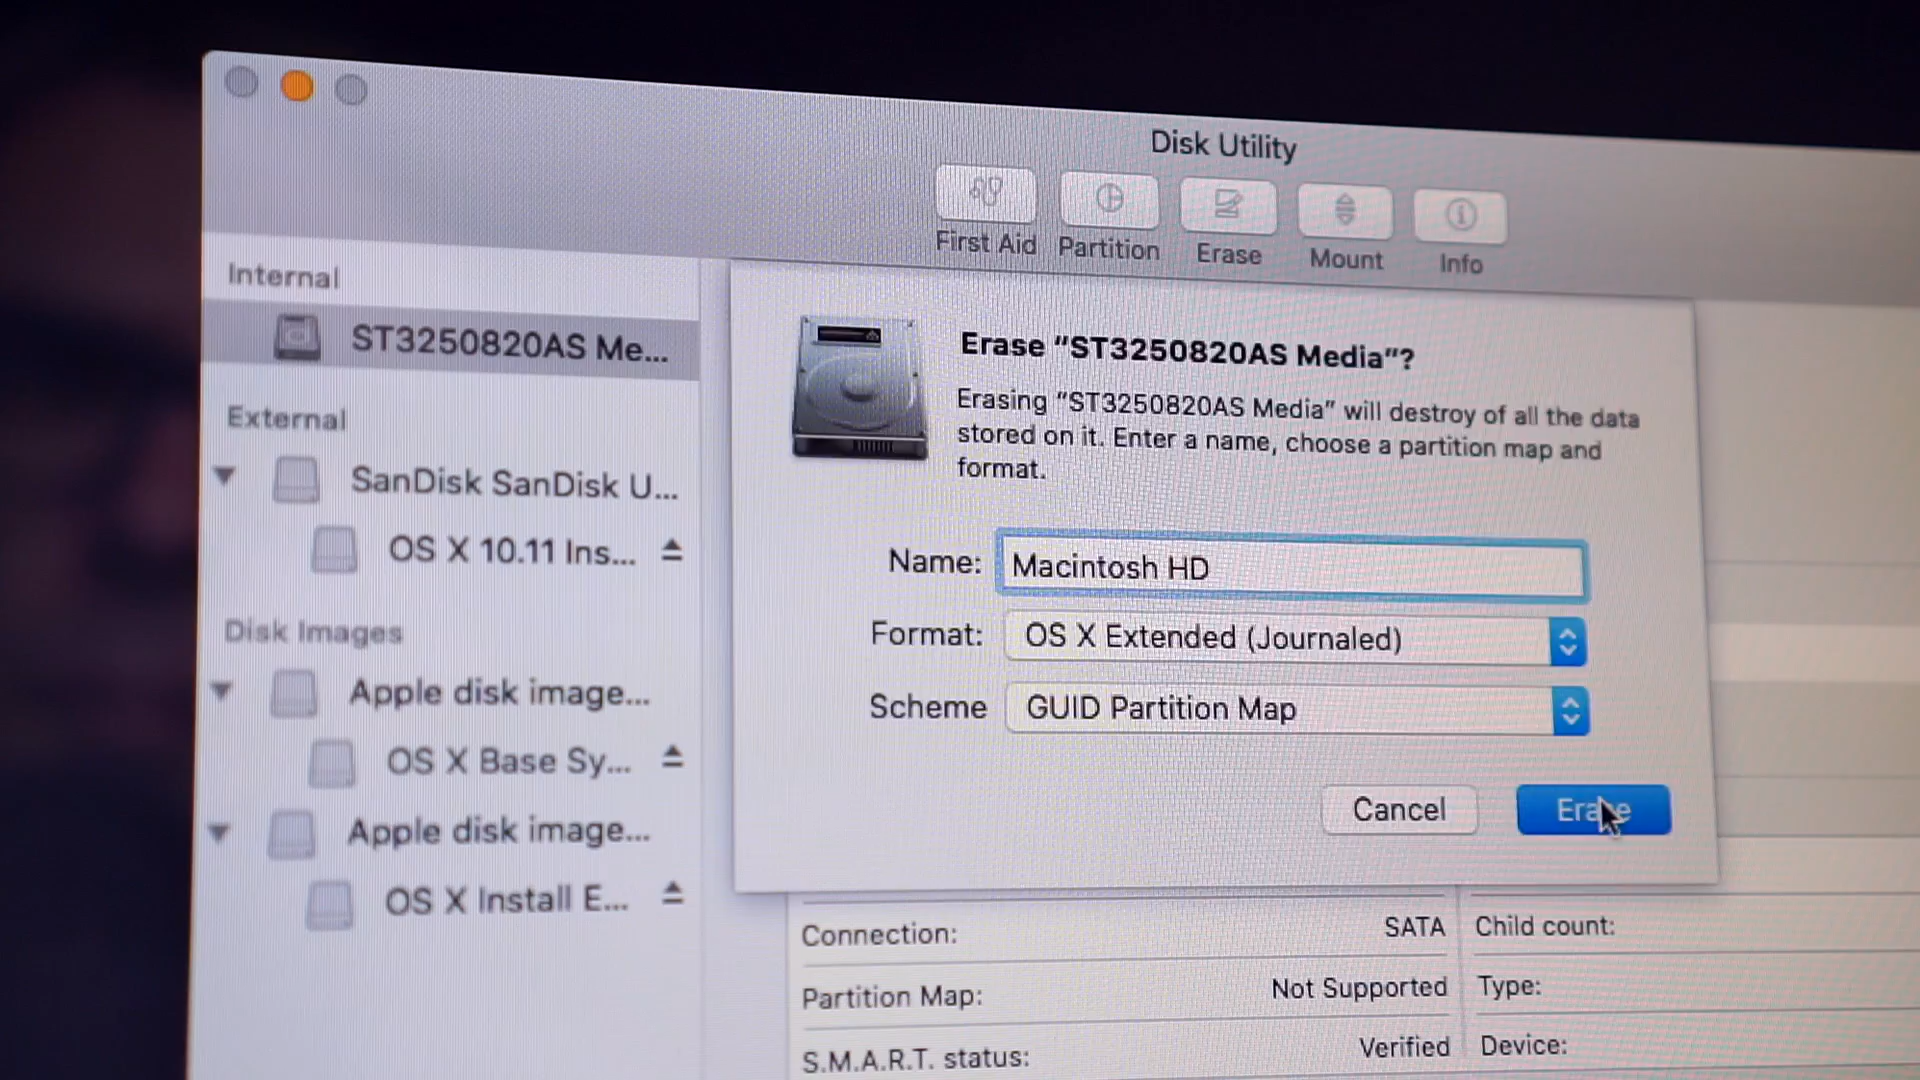 Disk Utility
First Aid
Partition
Erase
Mount
Info
Internal
ST3250820AS Me...
External
SanDisk SanDisk U...
OS X 10.11 Ins...
Disk Images
Apple disk image...
OS X Base Sy...
Apple disk image...
OS X Install E...
Erase “ST3250820AS Media”?
Erasing “ST3250820AS Media” will destroy of all the data
stored on it. Enter a name, choose a partition map and
format.
Name: Macintosh HD
Format: OS X Extended (Journaled)
Scheme GUID Partition Map
Cancel
Erase
Connection: SATA
Child count:
Partition Map: Not Supported
Type:
S.M.A.R.T. status: Verified
Device: